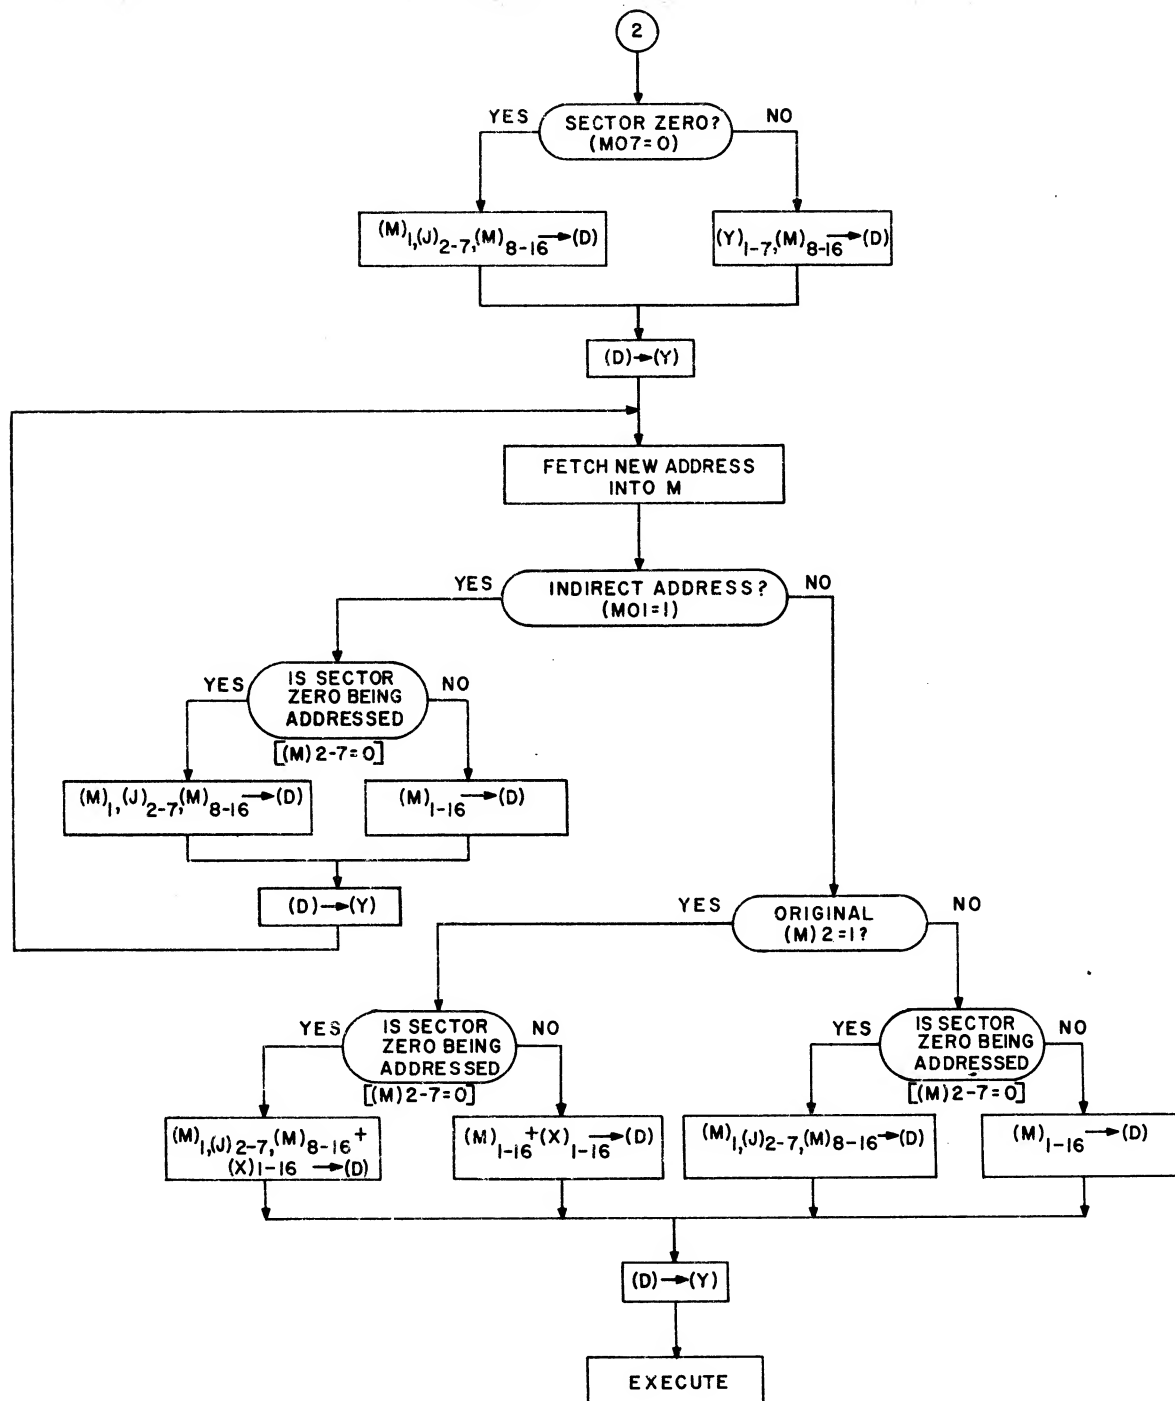 2
YES
SECTOR ZERO?
(M07=0)
NO
(M)1,(J)2-7,(M)8-16→(D)
(Y)1-7,(M)8-16→(D)
(D)→(Y)
FETCH NEW ADDRESS
INTO M
YES
INDIRECT ADDRESS?
(M01=1)
NO
YES
IS SECTOR
ZERO BEING
ADDRESSED
NO
[(M)2-7=0]
(M)1,(J)2-7,(M)8-16→(D)
(M)1-16→(D)
(D)→(Y)
YES
ORIGINAL
(M)2=1?
NO
YES
IS SECTOR
ZERO BEING
ADDRESSED
NO
[(M)2-7=0]
YES
IS SECTOR
ZERO BEING
ADDRESSED
NO
[(M)2-7=0]
(M)1,(J)2-7,(M)8-16+
(X)1-16→(D)
(M)1-16+(X)1-16→(D)
(M)1,(J)2-7,(M)8-16→(D)
(M)1-16→(D)
(D)→(Y)
EXECUTE